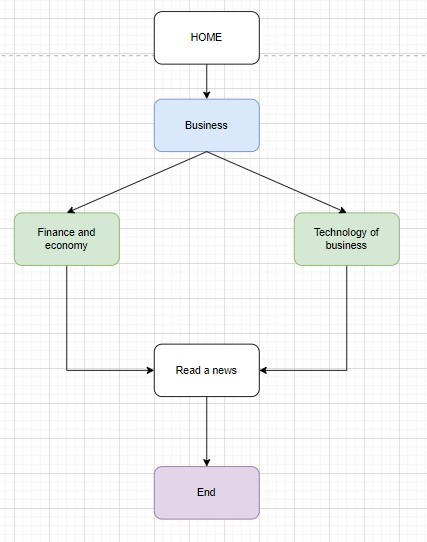 HOME
Business
Finance and
economy
Technology of
business
Read a news
End